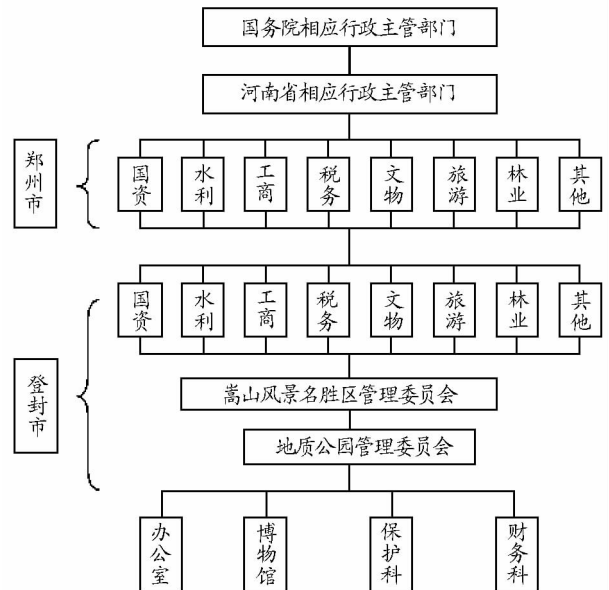 国务院相应行政主管部门
河南省相应行政主管部门
郑州市
国资
水利
工商
税务
文物
旅游
林业
其他
登封市
国资
水利
工商
税务
文物
旅游
林业
其他
嵩山风景名胜区管理委员会
地质公园管理委员会
办公室
博物馆
保护科
财务科